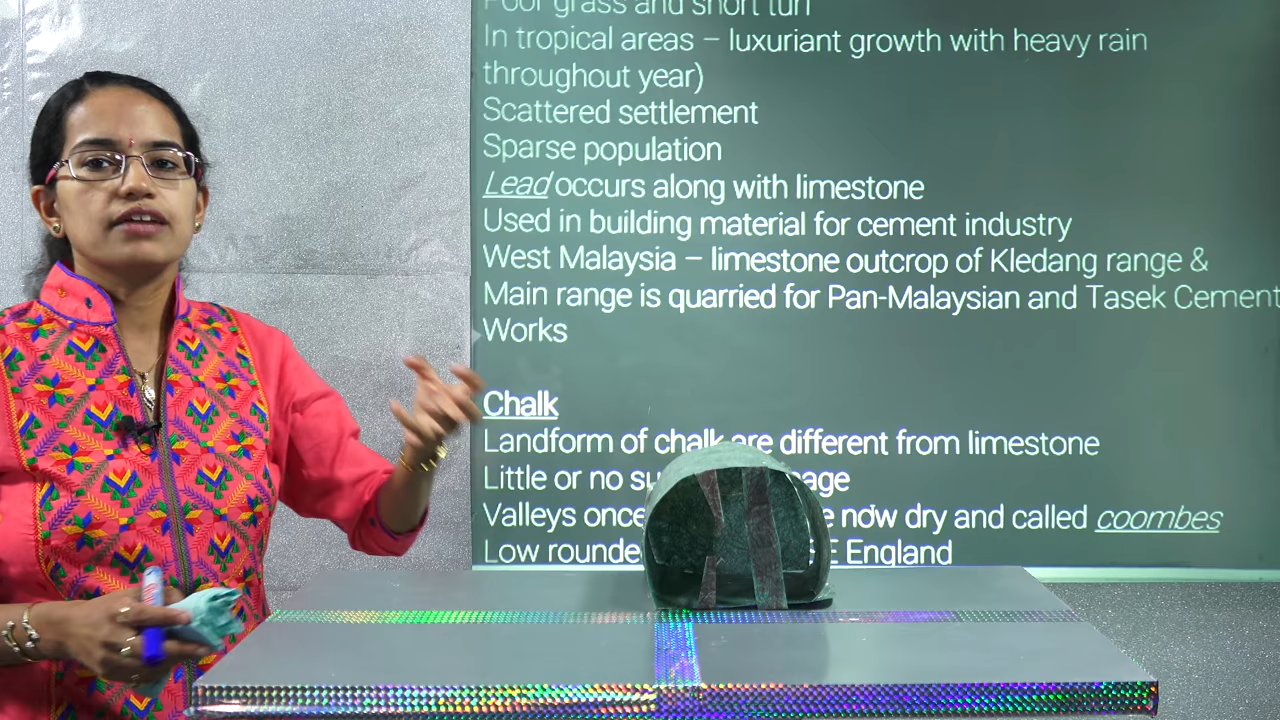 Poor grass and short turf
In tropical areas – luxuriant growth with heavy rain
throughout year)
Scattered settlement
Sparse population
Lead occurs along with limestone
Used in building material for cement industry
West Malaysia – limestone outcrop of Kledang range &
Main range is quarried for Pan-Malaysian and Tasek Cement
Works
Chalk
Landform of chalk are different from limestone
Little or no
Valleys once now dry and called coombes
Low England